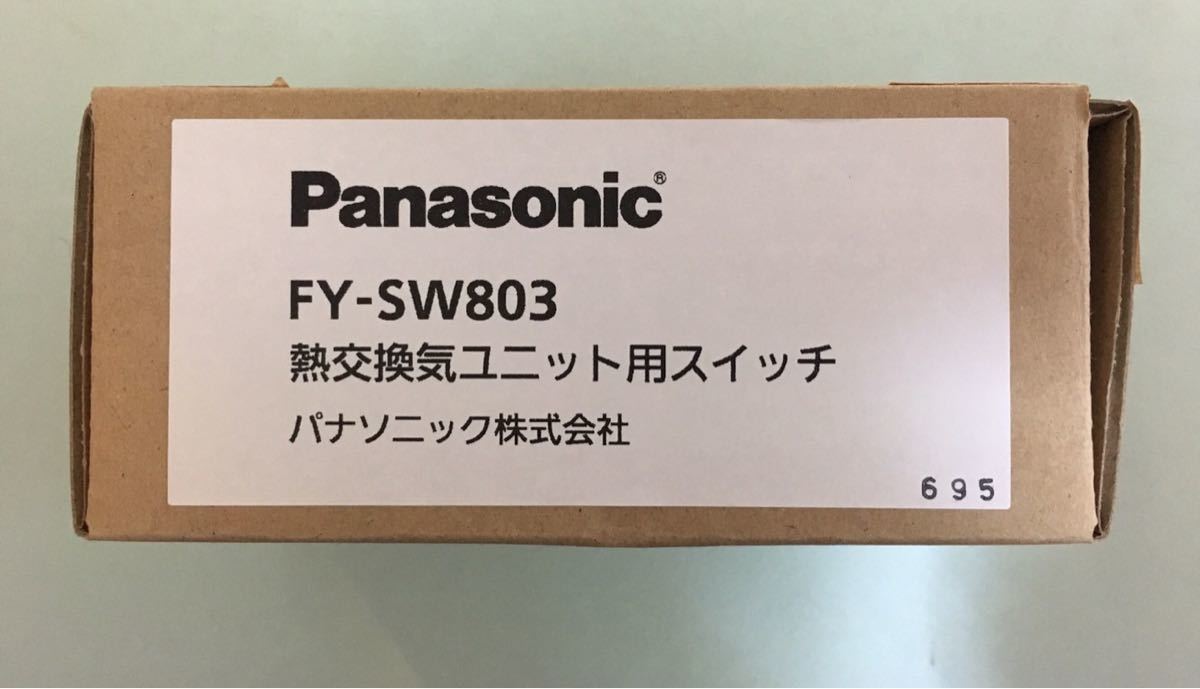 Panasonic®
FY-SW803
熱交換気ユニット用スイッチ
パナソニック株式会社
695